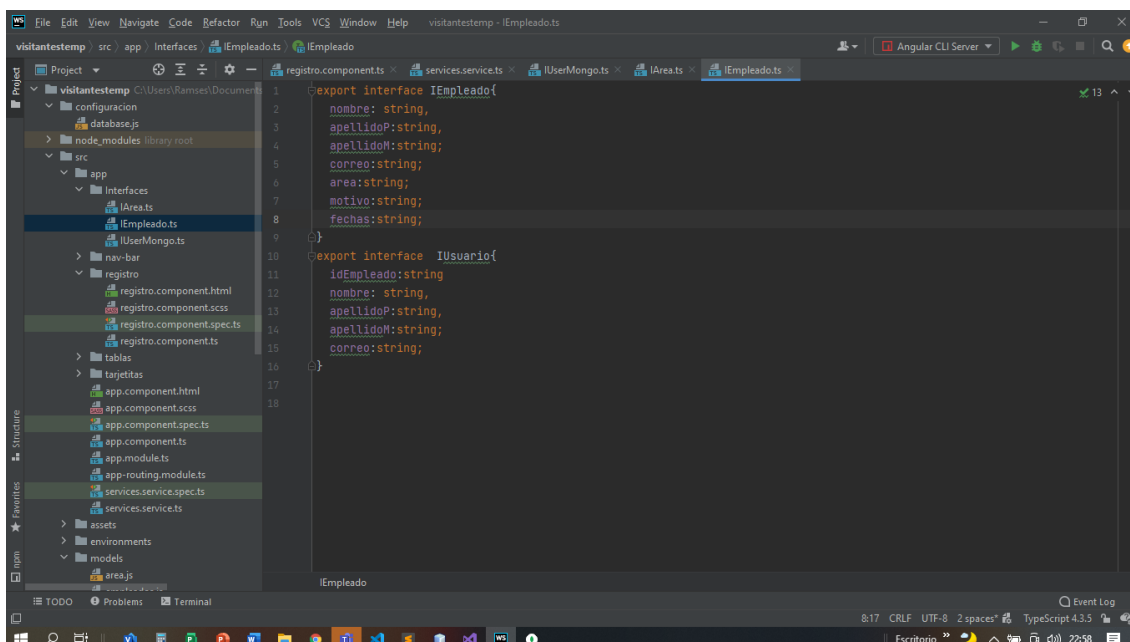 WS File Edit View Navigate Code Refactor Run Tools VCS Window Help visitantestemp - IEmpleado.ts
visitantestemp src app Interfaces IEmpleado.ts IEmpleado Angular CLI Server
Project registro.component.ts services.service.ts IUserMongo.ts IArea.ts IEmpleado.ts
Project
visitantestemp C:\Users\Ramses\Documents
configuracion
database.js
node_modules library root
src
app
Interfaces
IArea.ts
IEmpleado.ts
IUserMongo.ts
nav-bar
registro
registro.component.html
registro.component.scss
registro.component.spec.ts
registro.component.ts
tablas
tarjetitas
app.component.html
app.component.scss
app.component.spec.ts
app.component.ts
app.module.ts
app-routing.module.ts
services.service.spec.ts
services.service.ts
assets
environments
models
area.js
Structure
Favorites
npm
1 export interface IEmpleado{
2 nombre: string,
3 apellidoP:string,
4 apellidoM:string;
5 correo:string;
6 area:string;
7 motivo:string;
8 fechas:string;
9 }
10 export interface IUsuario{
11 idEmpleado:string
12 nombre: string,
13 apellidoP:string,
14 apellidoM:string;
15 correo:string;
16 }
17
18
13
IEmpleado
TODO Problems Terminal Event Log
8:17 CRLF UTF-8 2 spaces* TypeScript 4.3.5
Escritorio 22:58